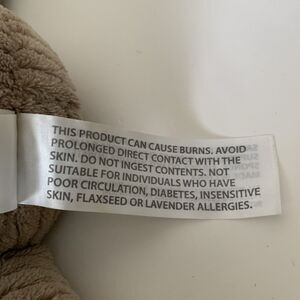 THIS PRODUCT CAN CAUSE BURNS. AVOID
PROLONGED DIRECT CONTACT WITH THE
SKIN. DO NOT INGEST CONTENTS. NOT
SUITABLE FOR INDIVIDUALS WHO HAVE
POOR CIRCULATION, DIABETES, INSENSITIVE
SKIN, FLAXSEED OR LAVENDER ALLERGIES.